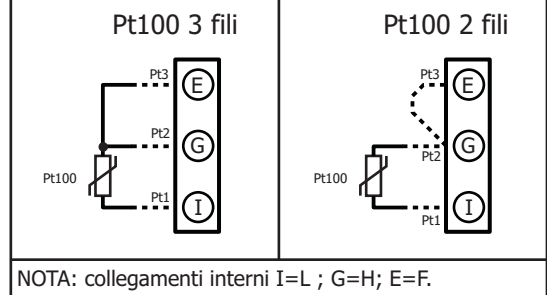 Pt100 3 fili
Pt3
E
Pt2
G
Pt100
Pt1
I
Pt100 2 fili
Pt3
E
G
Pt2
Pt100
I
Pt1
NOTA: collegamenti interni I=L ; G=H; E=F.